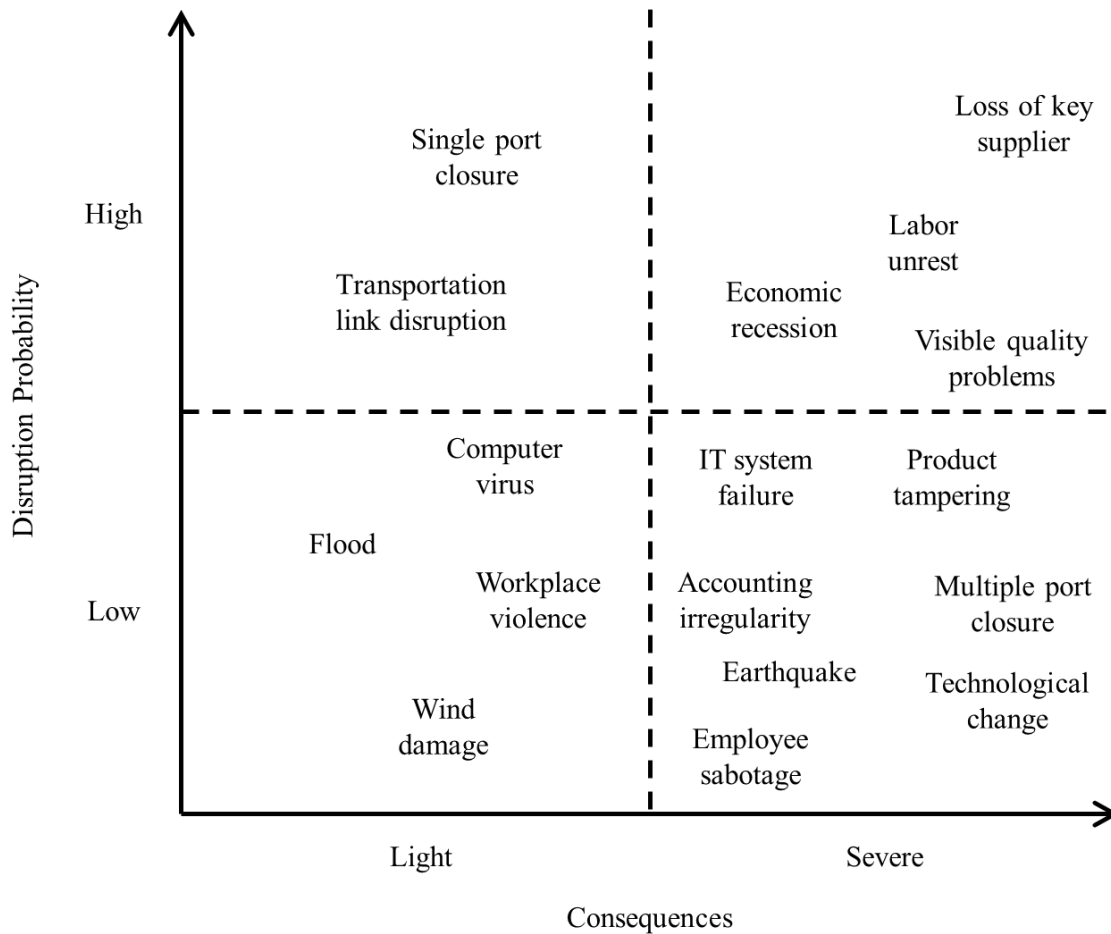 Loss of key
supplier
Single port
closure
High
Labor
unrest
Transportation
link disruption
Economic
recession
Visible quality
problems
Disruption Probability
Computer
virus
IT system
failure
Product
tampering
Flood
Low
Workplace
violence
Accounting
irregularity
Multiple port
closure
Earthquake
Technological
change
Wind
damage
Employee
sabotage
Light
Severe
Consequences